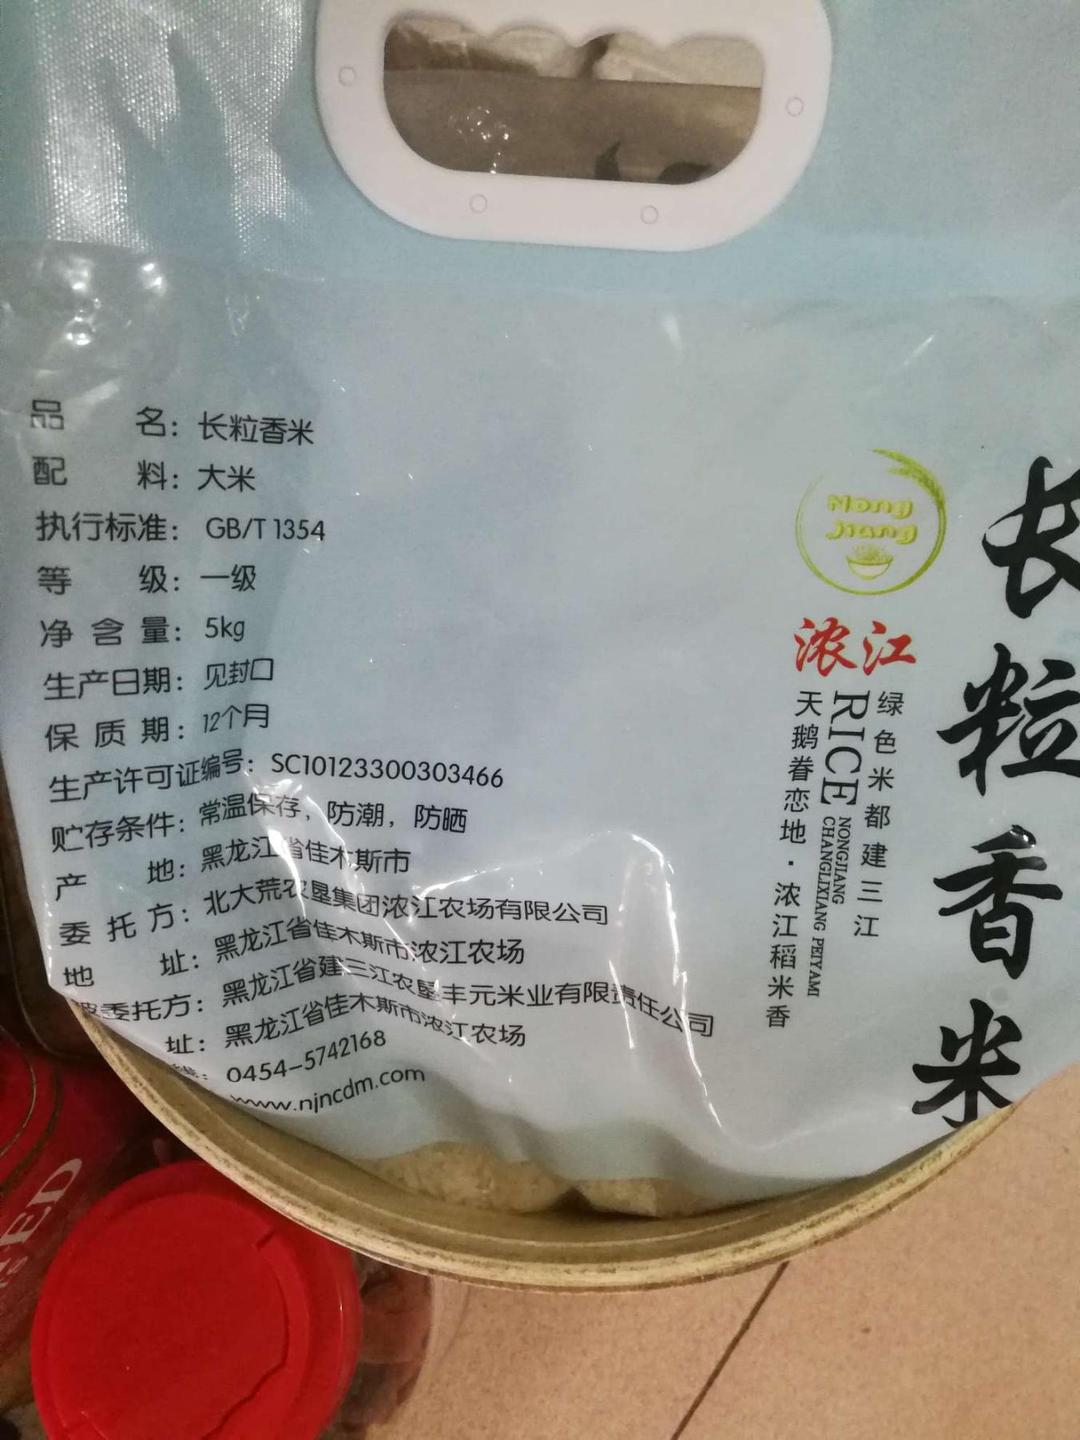 品名：长粒香米
配料：大米
执行标准：GB/T 1354
等级：一级
净含量：5kg
生产日期：见封口
保质期：12个月
生产许可证编号：SC10123300303466
贮存条件：常温保存，防潮，防晒
产地：黑龙江省佳木斯市
委托方：北大荒农垦集团浓江农场有限公司
地址：黑龙江省佳木斯市浓江农场
被委托方：黑龙江省建三江农垦丰元米业有限责任公司
址：黑龙江省佳木斯市浓江农场
0454-5742168
www.njncdm.com
Nong
Jiang
浓江
绿色米都建三江
RICE
NONGJIANG
CHANGLIXIANG PEIYAMI
天鹅眷恋地·浓江稻米香
长粒香米